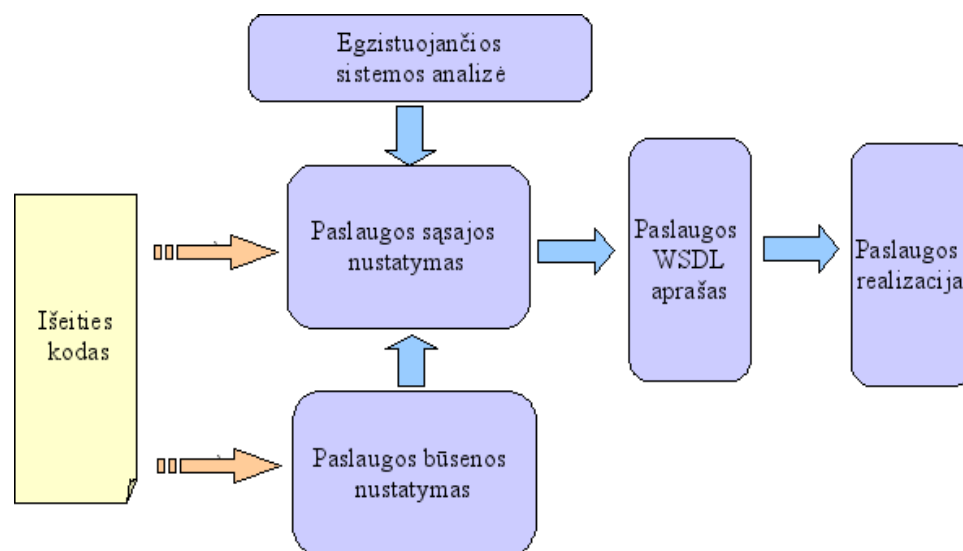 Egzistuojančios
sistemos analizė
Paslaugos sąsajos
nustatymas
Paslaugos
WSDL
aprašas
Paslaugos
realizacija
Išeities
kodas
Paslaugos būsenos
nustatymas